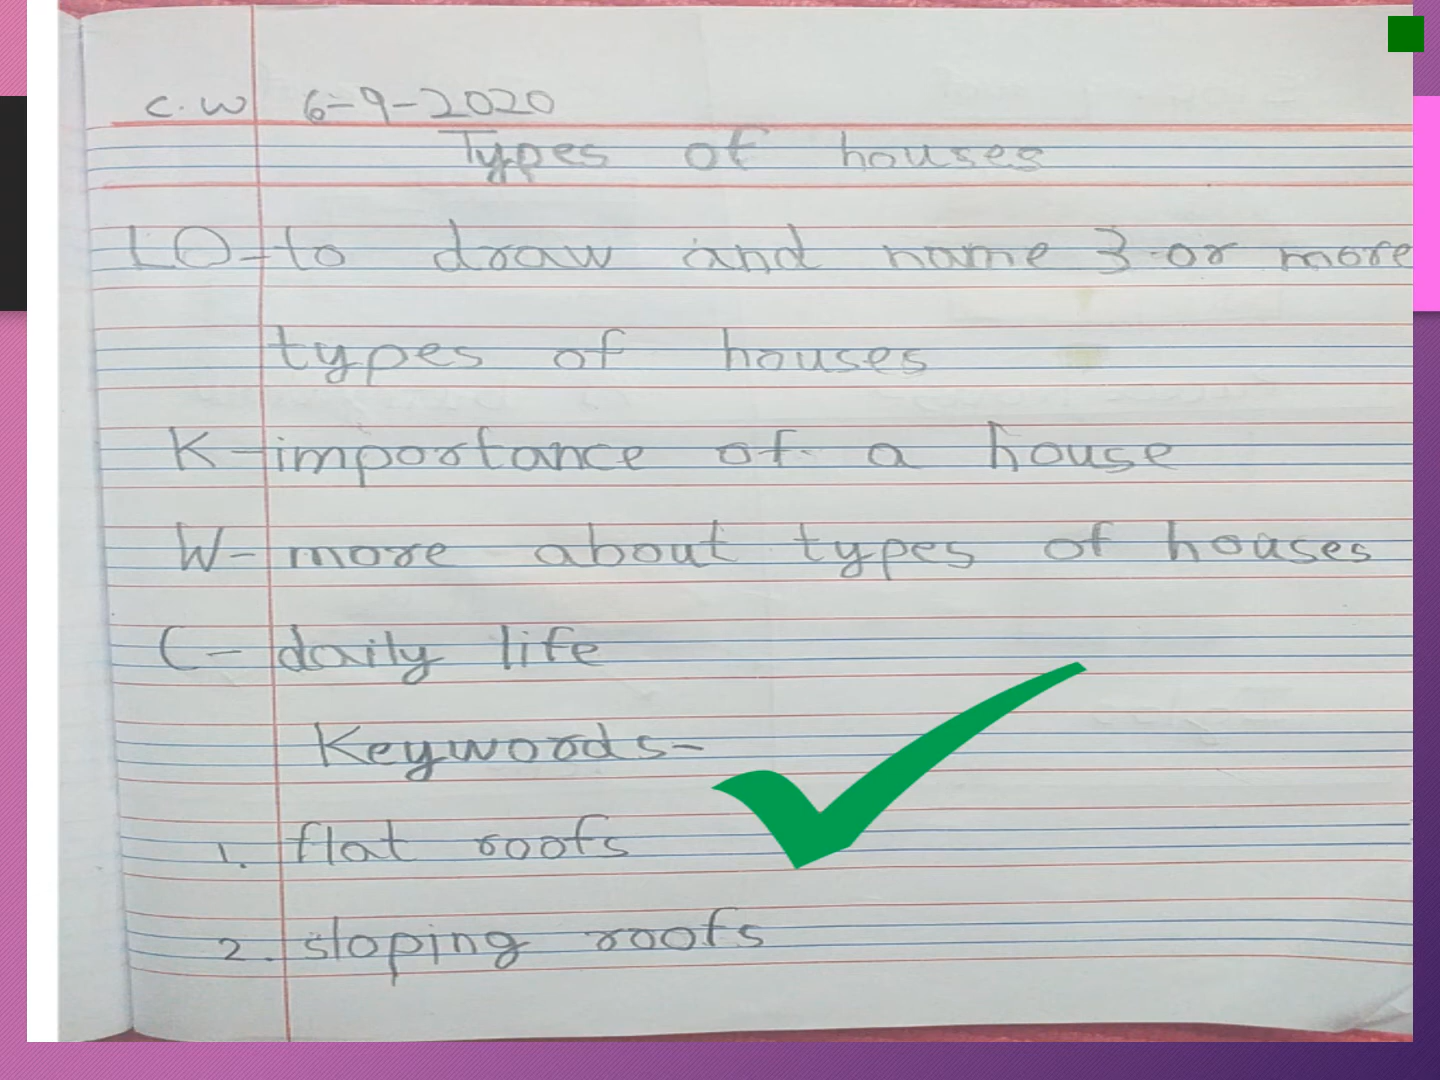 C.W 6-9-2020
Types of houses
LO-to draw and name 3 or more
types of houses
K-importance of a house
W- more about types of houses
C- daily life
Keywords-
1. flat roofs
2. sloping roofs